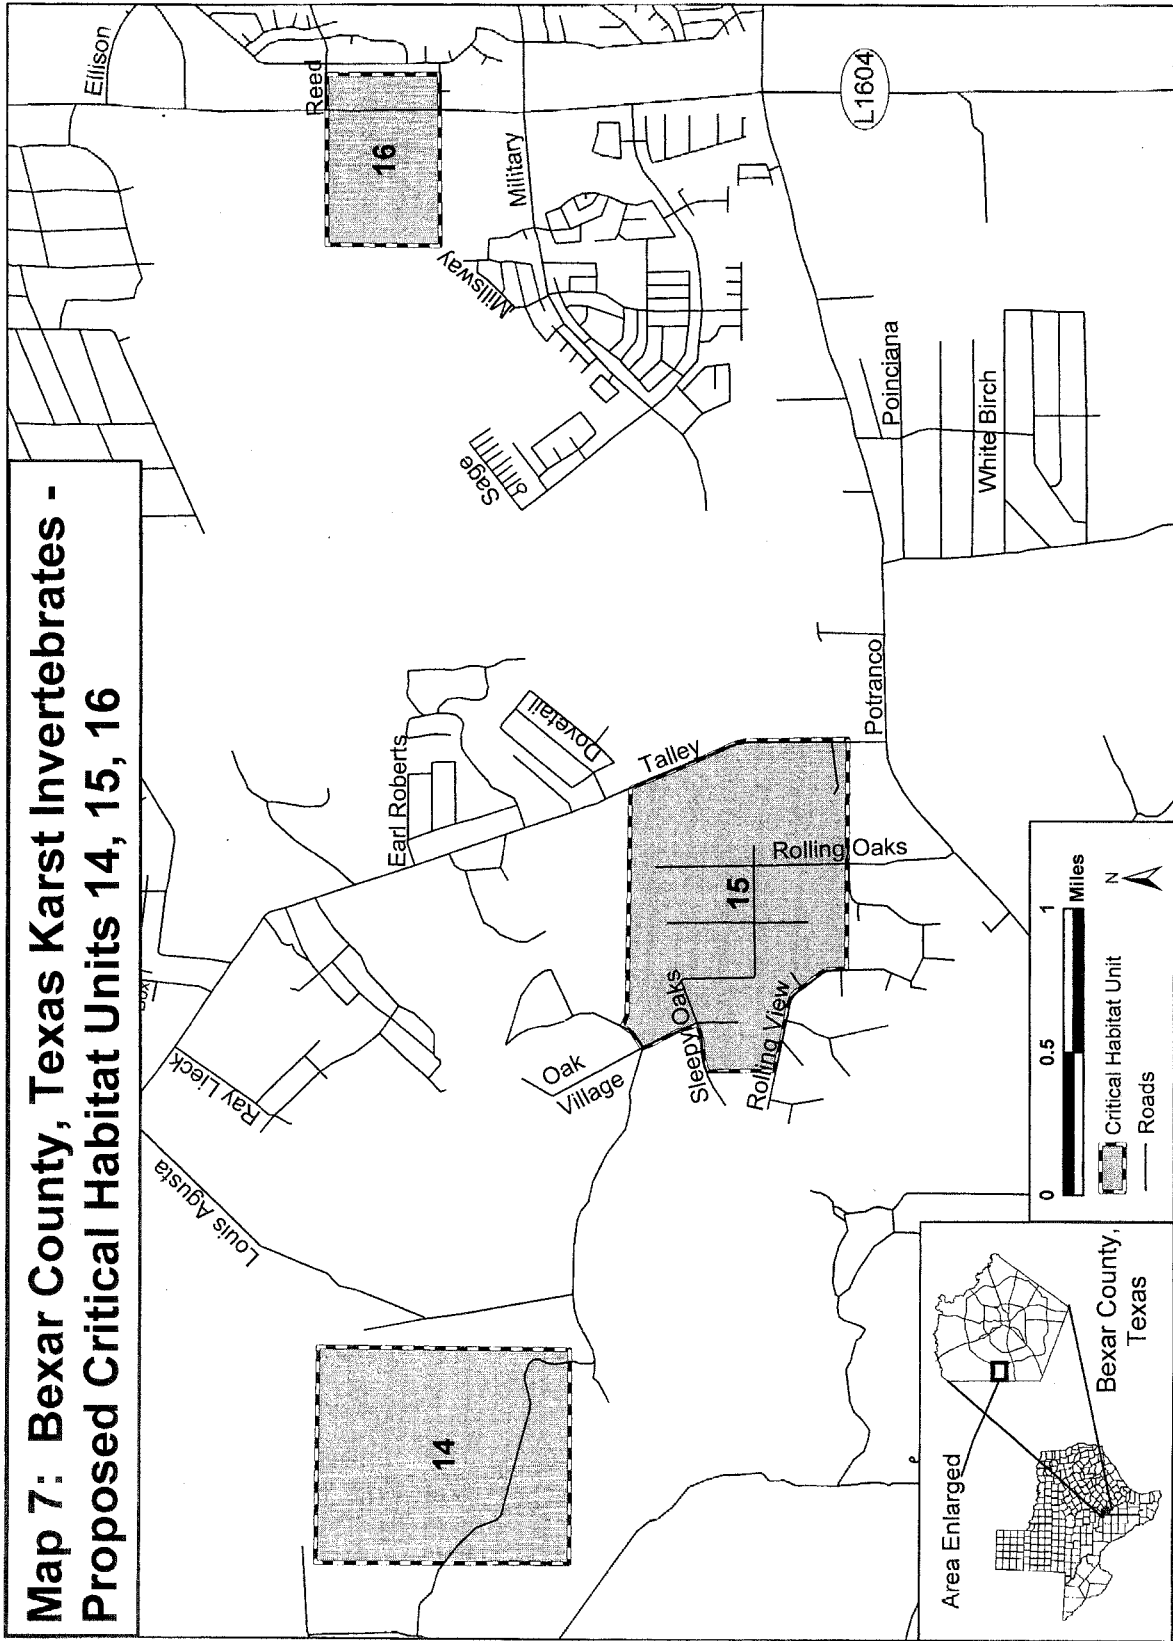 Map 7: Bexar County, Texas Karst Invertebrates -
Proposed Critical Habitat Units 14, 15, 16
Ellison
Reed
16
Military
Millsway
L1604
Sage
Poinciana
White Birch
Potranco
Earl Roberts
Dovetail
Talley
Rolling Oaks
15
Ray Lieck
Oak
Village
Sleepy Oaks
Rolling View
Louis Agusta
14
0 0.5 1
Miles
N
Critical Habitat Unit
Roads
Area Enlarged
Bexar County,
Texas